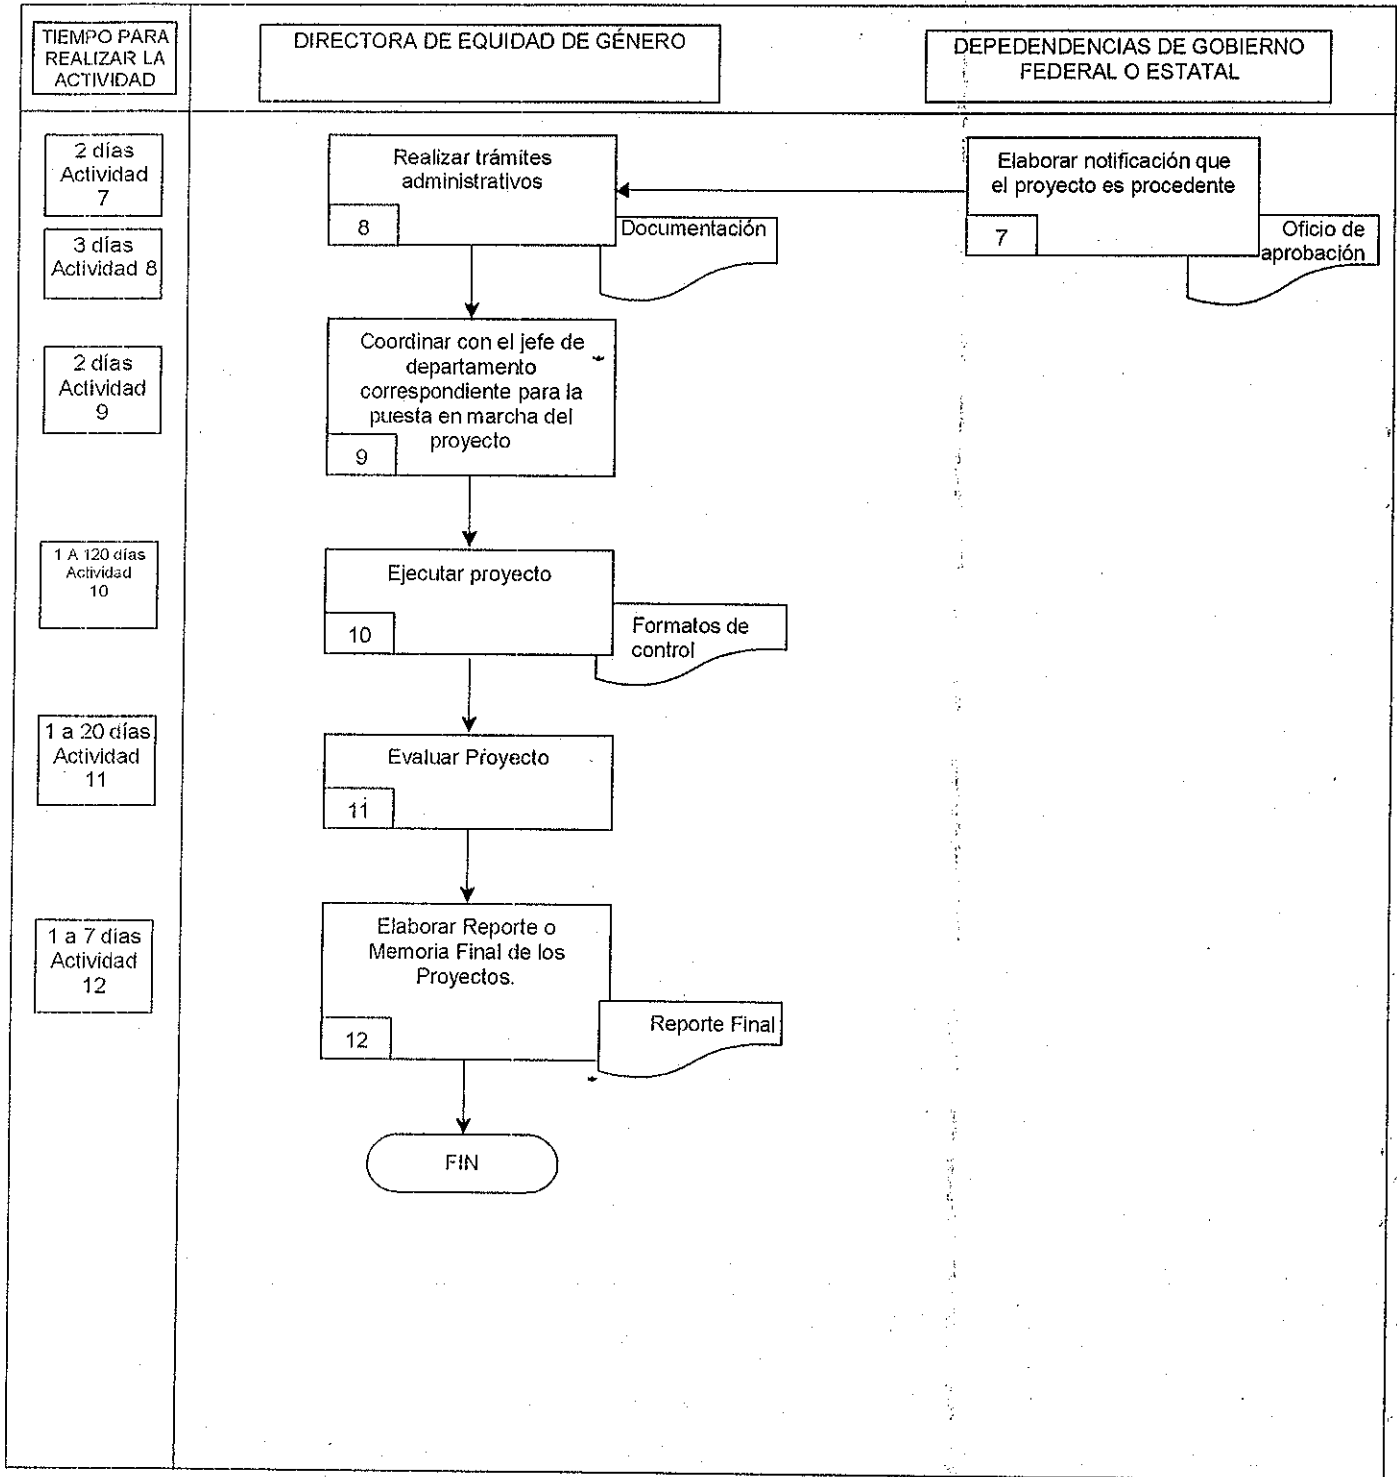 TIEMPO PARA
REALIZAR LA
ACTIVIDAD
DIRECTORA DE EQUIDAD DE GÉNERO
DEPEDENDENCIAS DE GOBIERNO
FEDERAL O ESTATAL
2 días
Actividad
7
Realizar trámites
administrativos
8
Documentación
Elaborar notificación que
el proyecto es procedente
7
Oficio de
aprobación
3 días
Actividad 8
2 días
Actividad
9
Coordinar con el jefe de
departamento
correspondiente para la
puesta en marcha del
proyecto
9
1 A 120 días
Actividad
10
Ejecutar proyecto
10
Formatos de
control
1 a 20 días
Actividad
11
Evaluar Proyecto
11
1 a 7 días
Actividad
12
Elaborar Reporte o
Memoria Final de los
Proyectos.
12
Reporte Final
FIN